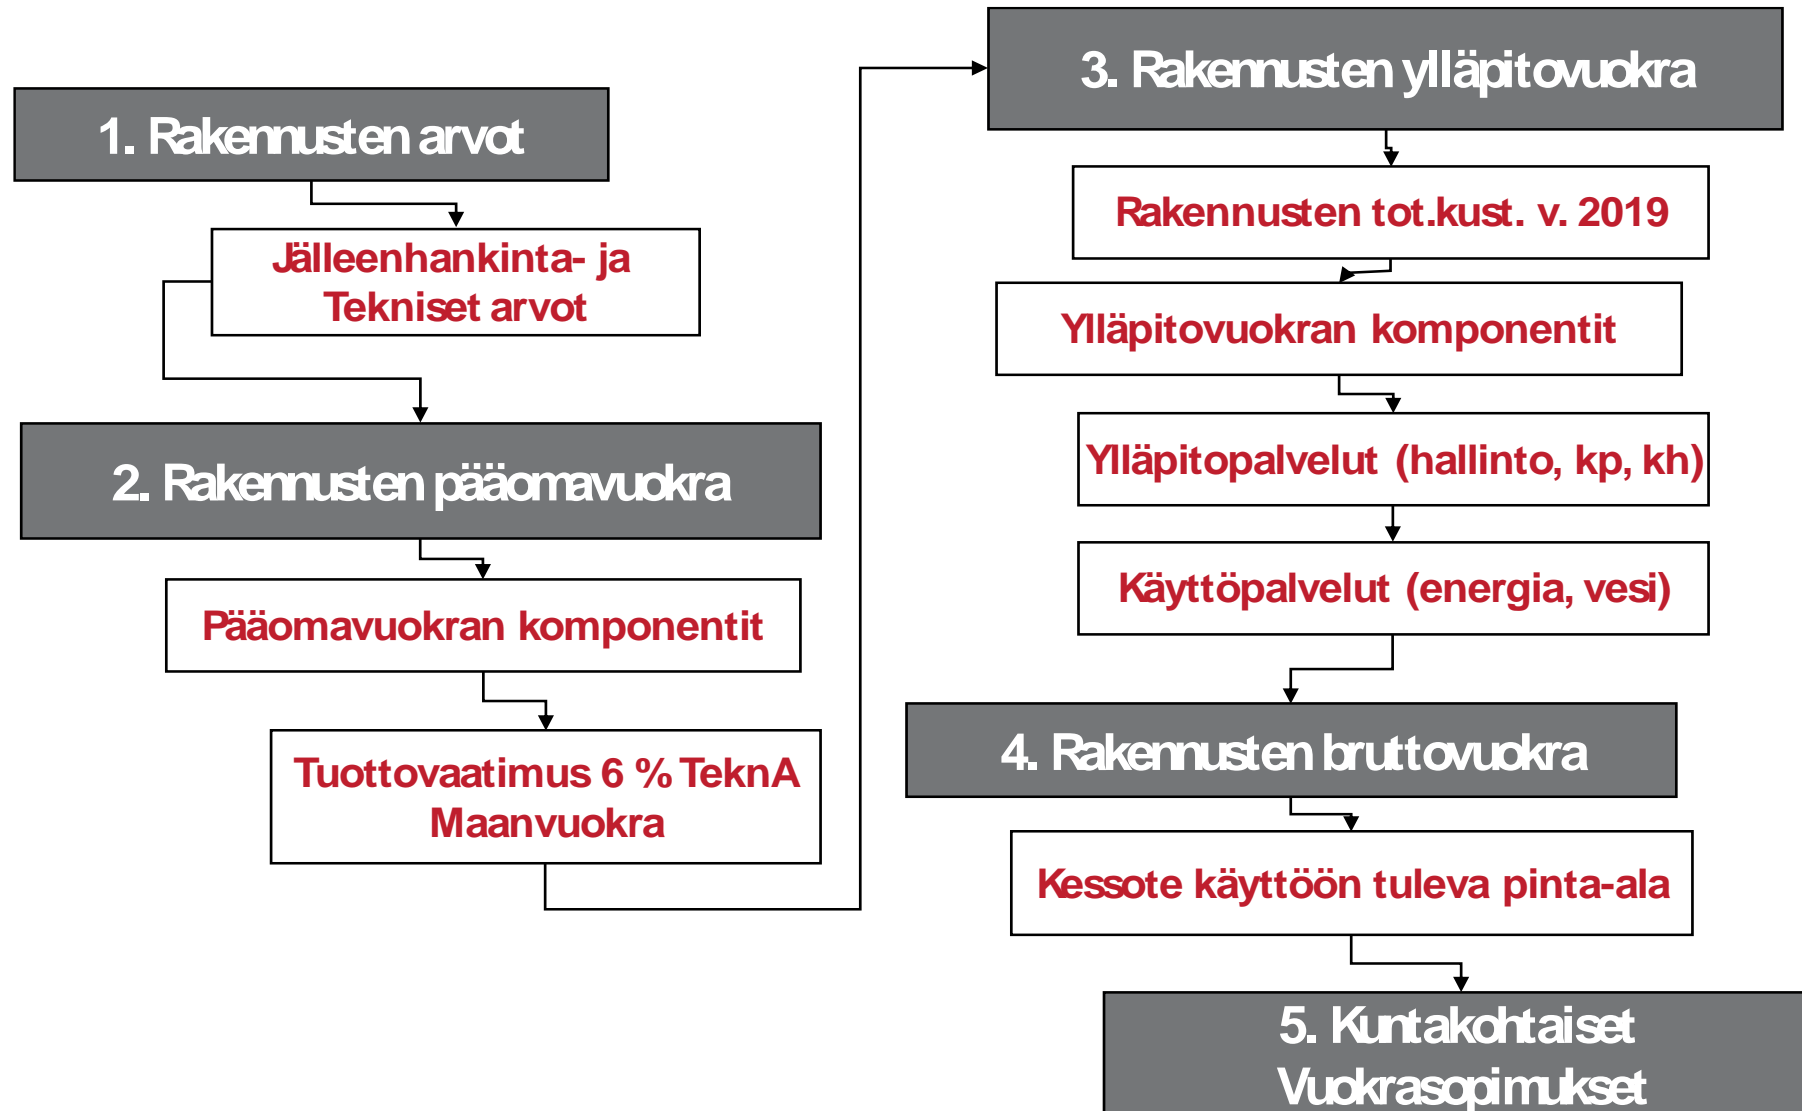 1. Rakennusten arvot
Jälleenhankinta- ja
Tekniset arvot
2. Rakennusten pääomavuokra
Pääomavuokran komponentit
Tuottovaatimus 6 % TeknA
Maanvuokra
3. Rakennusten ylläpitovuokra
Rakennusten tot.kust. v. 2019
Ylläpitovuokran komponentit
Ylläpitopalvelut (hallinto, kp, kh)
Käyttöpalvelut (energia, vesi)
4. Rakennusten bruttovuokra
Kessote käyttöön tuleva pinta-ala
5. Kuntakohtaiset
Vuokrasopimukset